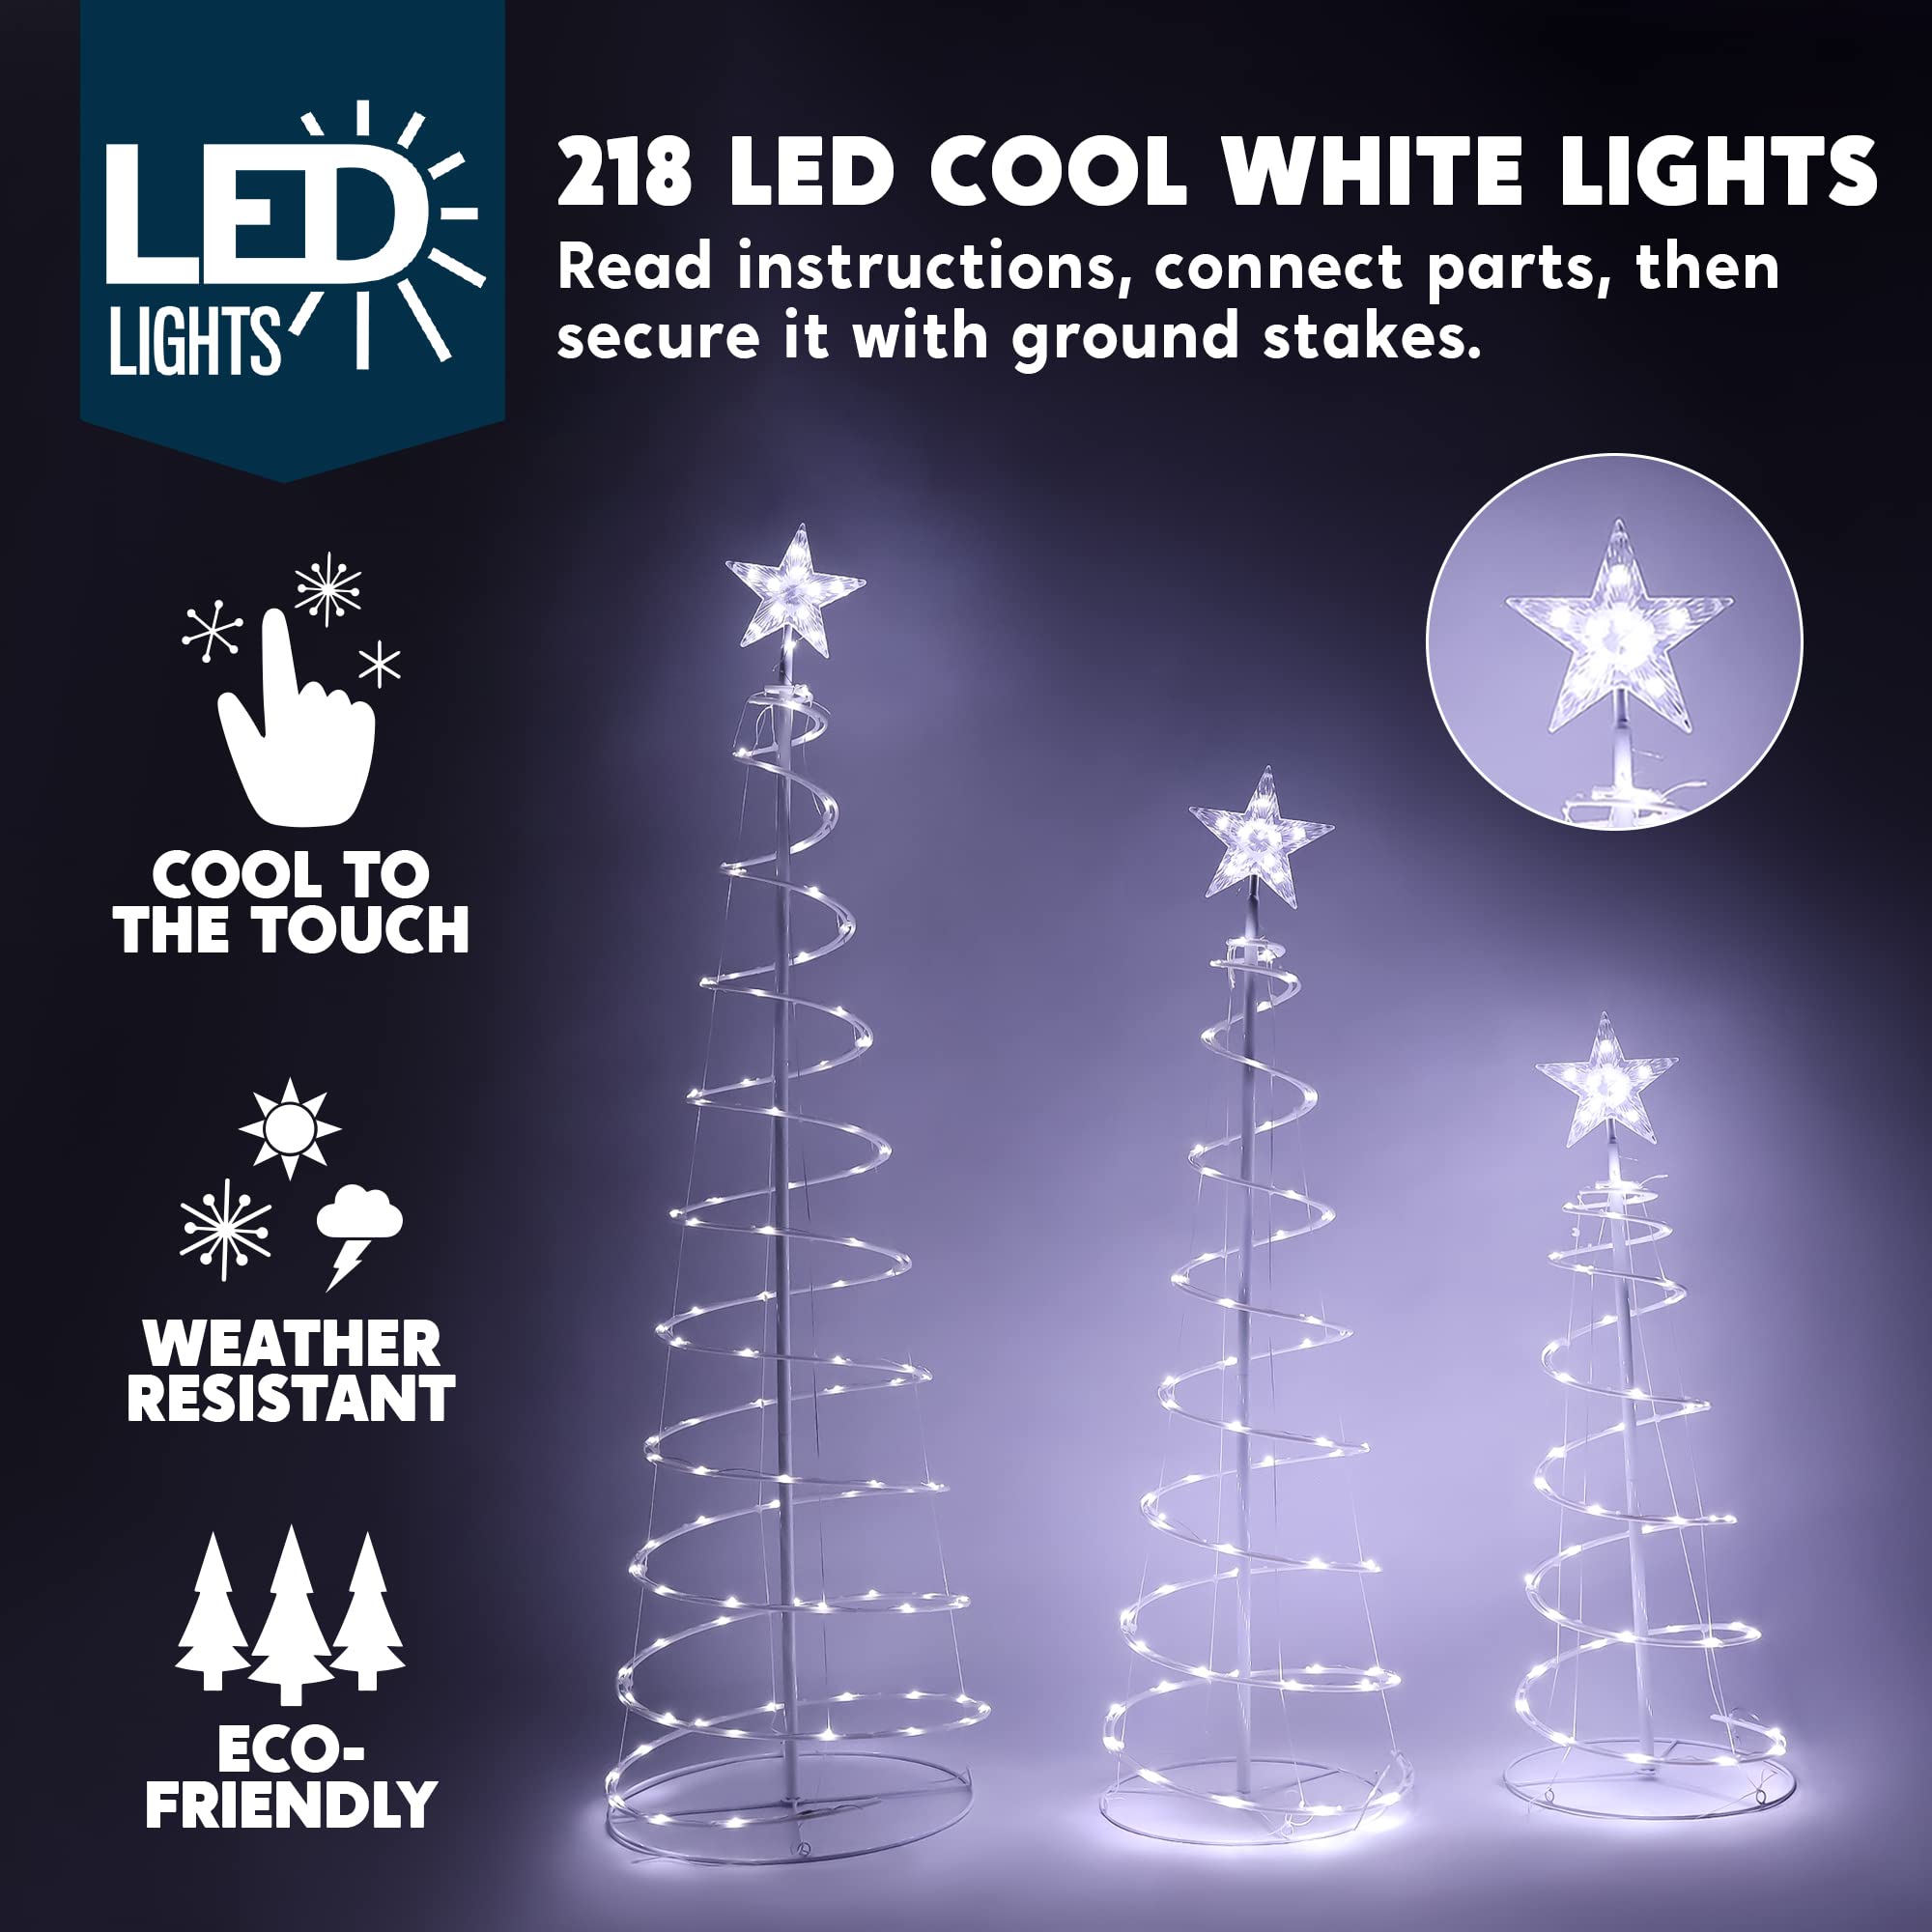 LED
LIGHTS
218 LED COOL WHITE LIGHTS
Read instructions, connect parts, then
secure it with ground stakes.
COOL TO
THE TOUCH
WEATHER
RESISTANT
ECO-
FRIENDLY